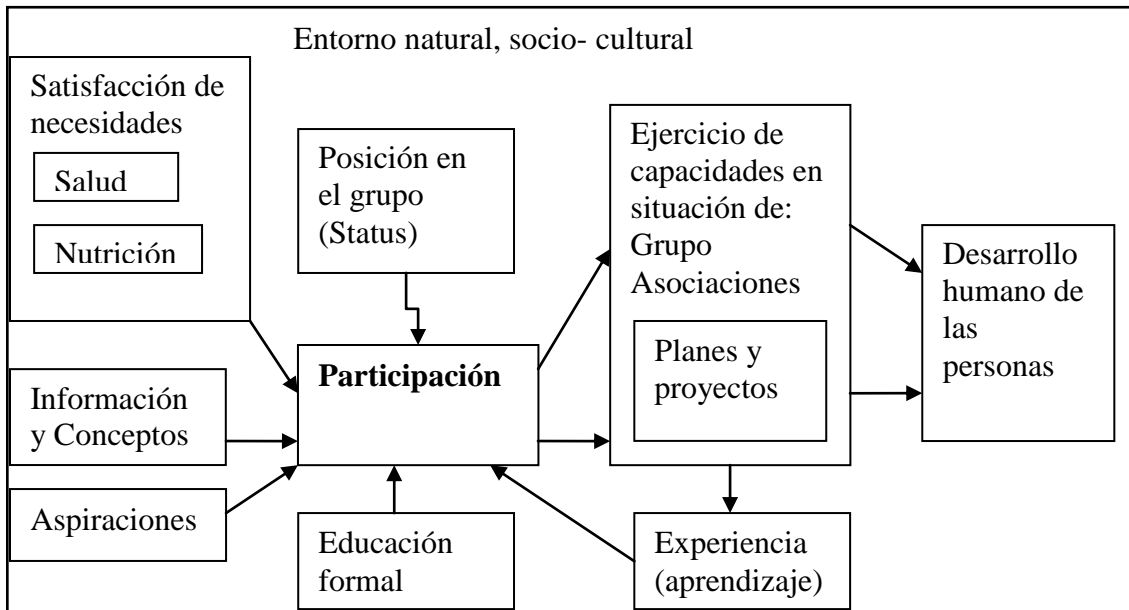 Entorno natural, socio- cultural
Satisfacción de
necesidades
Salud
Nutrición
Posición en
el grupo
(Status)
Ejercicio de
capacidades en
situación de:
Grupo
Asociaciones
Planes y
proyectos
Desarrollo
humano de
las
personas
Participación
Información
y Conceptos
Aspiraciones
Educación
formal
Experiencia
(aprendizaje)